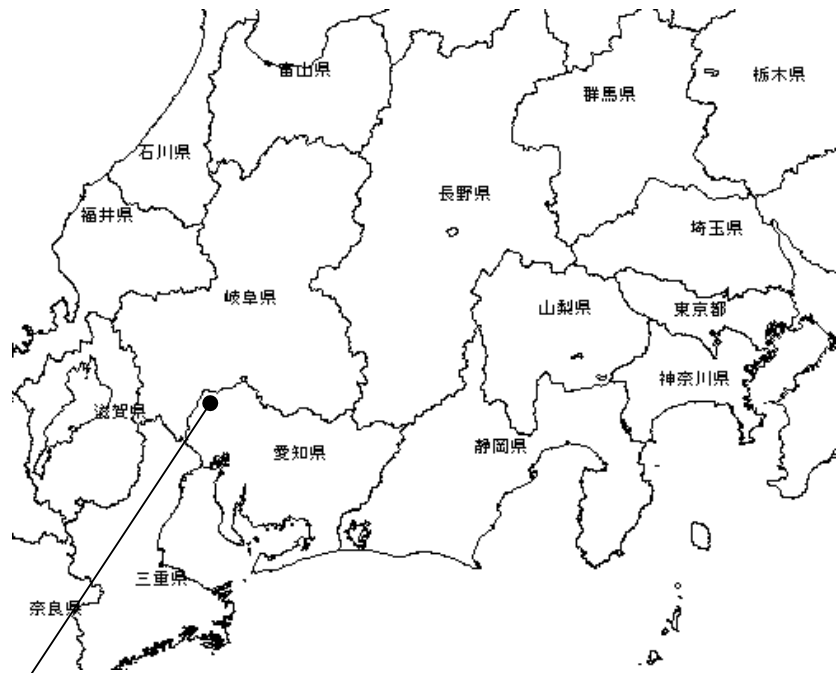 富山県
栃木県
群馬県
石川県
長野県
福井県
埼玉県
岐阜県
山梨県
東京都
神奈川県
滋賀県
愛知県
静岡県
三重県
奈良県